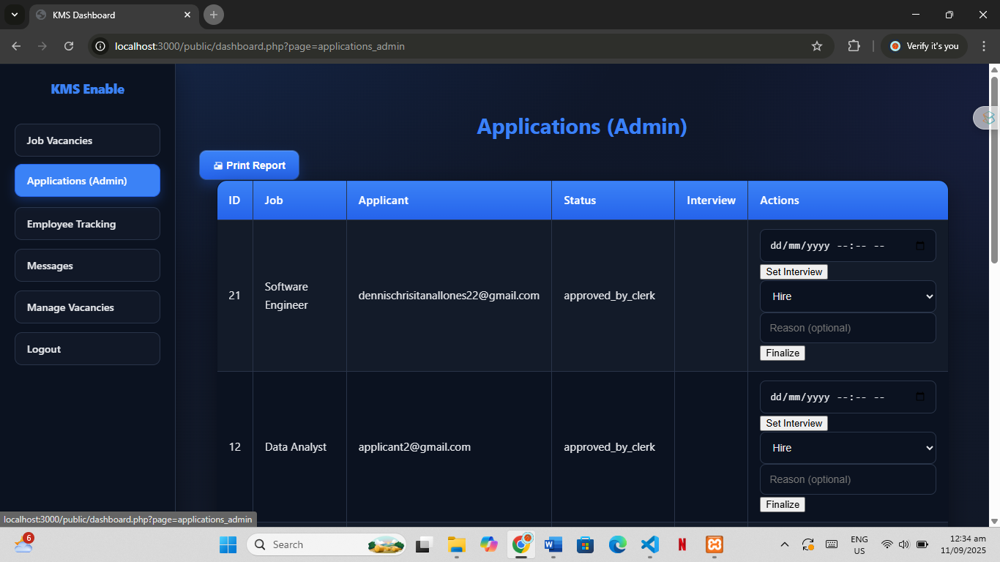 KMS Dashboard
localhost:3000/public/dashboard.php?page=applications_admin
Verify it's you
KMS Enable
Job Vacancies
Applications (Admin)
Employee Tracking
Messages
Manage Vacancies
Logout
Applications (Admin)
Print Report
ID Job Applicant Status Interview Actions
dd/mm/yyyy --:-- --
Set Interview
21 Software Engineer dennischrisitanallones22@gmail.com approved_by_clerk Hire
Reason (optional)
Finalize
dd/mm/yyyy --:-- --
Set Interview
12 Data Analyst applicant2@gmail.com approved_by_clerk Hire
Reason (optional)
Finalize
localhost:3000/public/dashboard.php?page=applications_admin
6
Search
ENG
US
12:34 am
11/09/2025